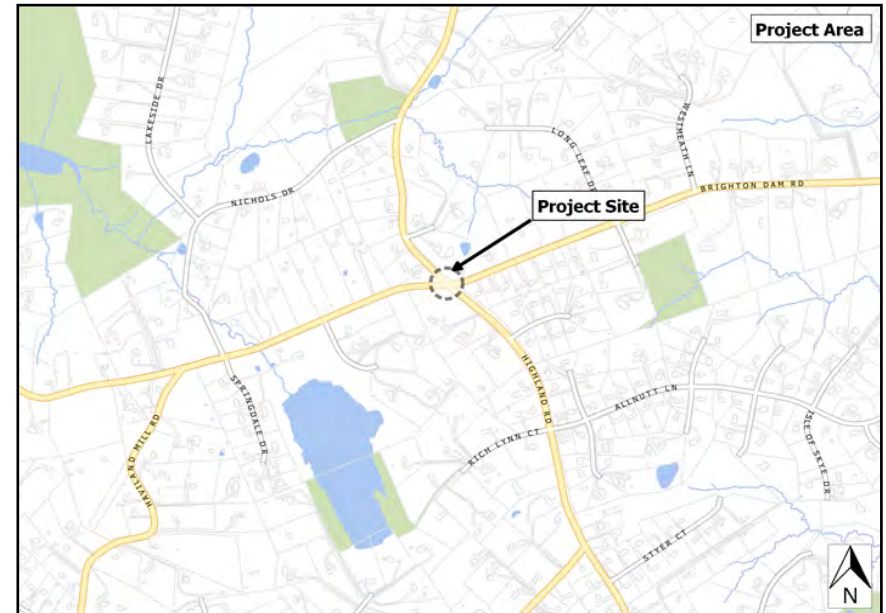 Project Area
LAKESIDE DR
WESTMEATH LN
LONG LEAF DR
NICHOLS DR
BRIGHTON DAM RD
Project Site
HIGHLAND RD
SPRINGDALE DR
ALLNUTT LN
HAVILAND MILL RD
RICH LYNN CT
ISLE OF SKYE DR
STYER CT
N